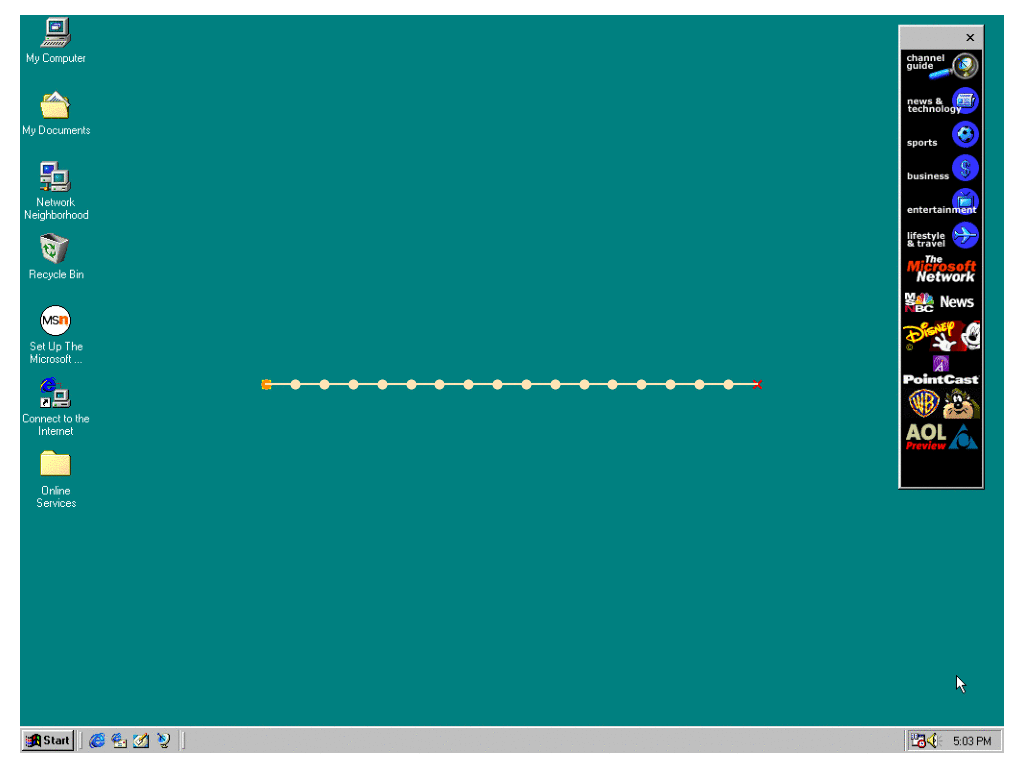 My Computer
My Documents
Network
Neighborhood
Recycle Bin
MSn
Set Up The
Microsoft ...
Connect to the
Internet
Online
Services
channel
guide
news &
technology
sports
business
entertainment
lifestyle
& travel
The
Microsoft
Network
MSNBC News
Disney
©
PointCast
WB
AOL
Preview
Start
5:03 PM